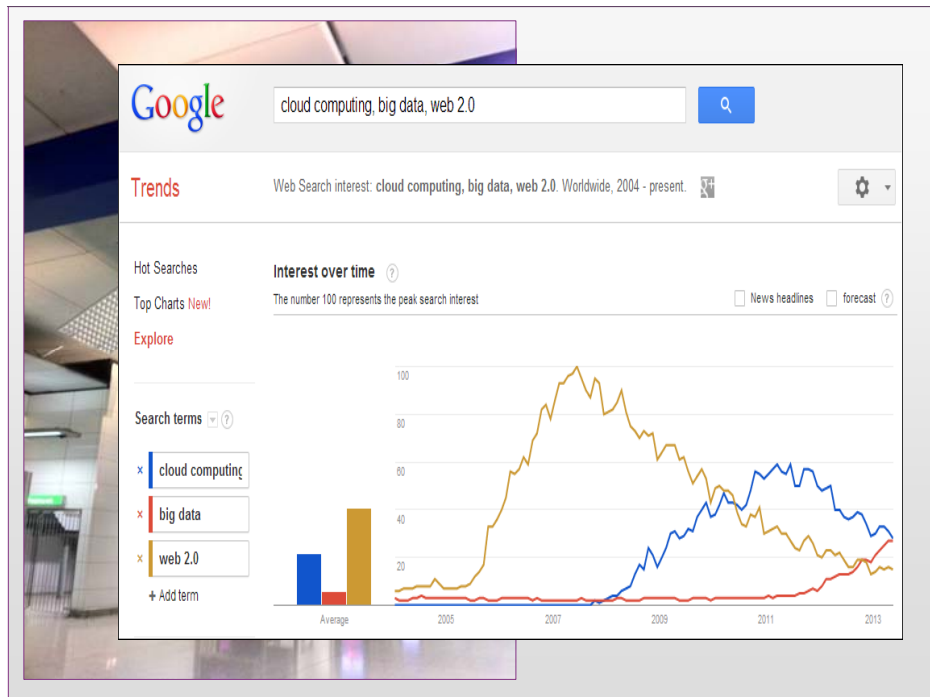 Google
cloud computing, big data, web 2.0
Trends
Web Search interest: cloud computing, big data, web 2.0. Worldwide, 2004 - present.
Hot Searches
Top Charts New!
Explore
Interest over time ?
The number 100 represents the peak search interest
News headlines
forecast ?
Search terms ?
× cloud computing
× big data
× web 2.0
+ Add term
100
80
60
40
20
Average
2005
2007
2009
2011
2013